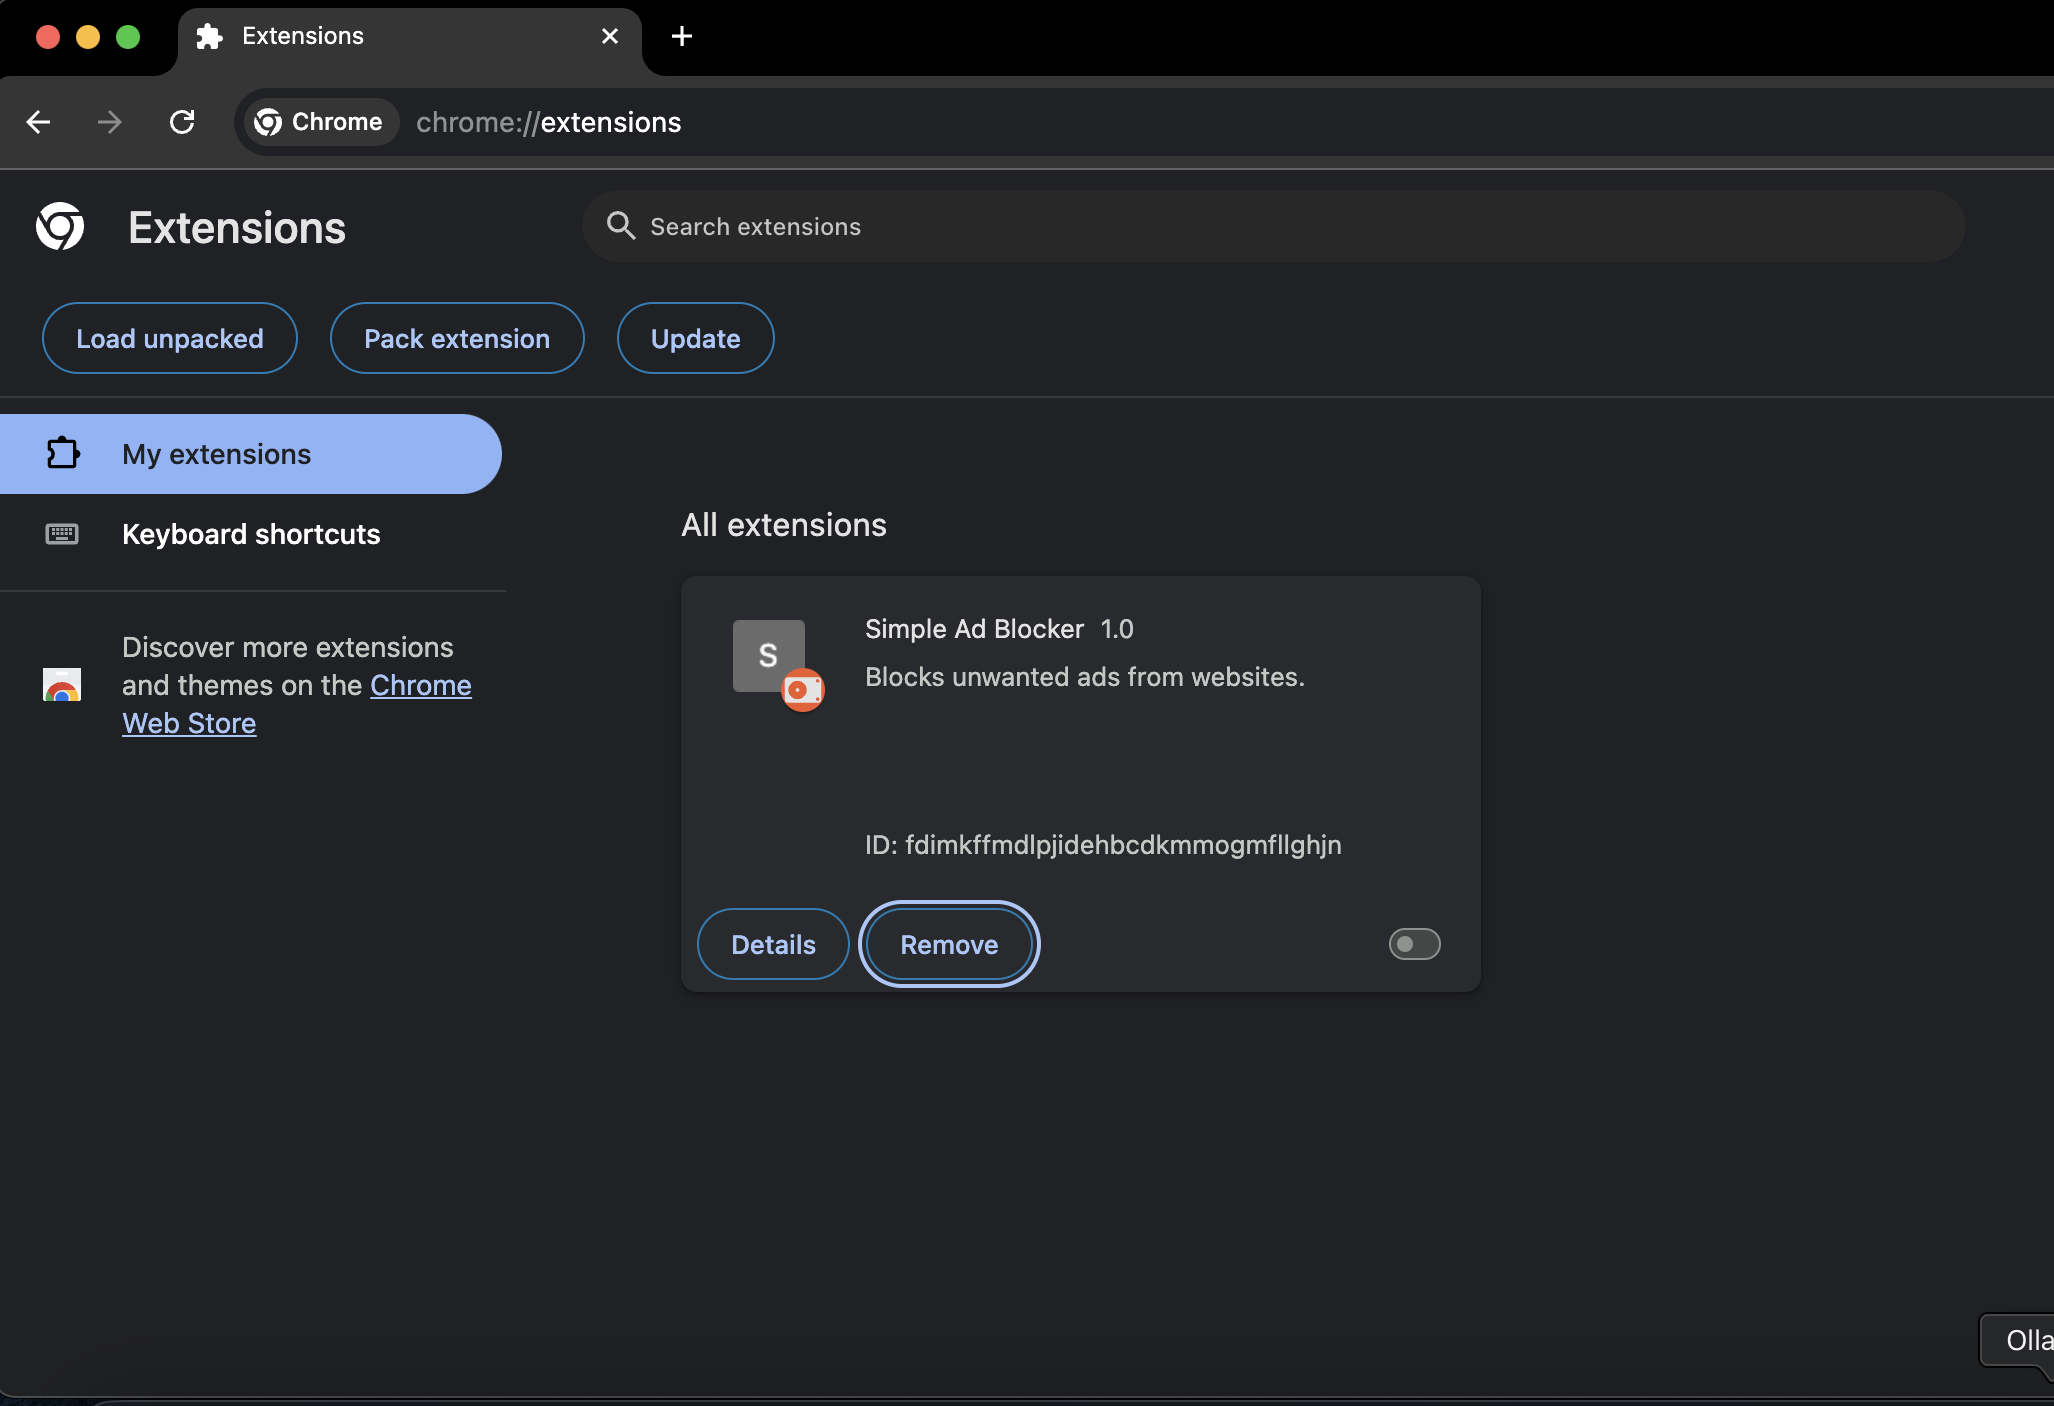 Extensions
Chrome
chrome://extensions
Extensions
Search extensions
Load unpacked
Pack extension
Update
My extensions
Keyboard shortcuts
Discover more extensions
and themes on the Chrome
Web Store
All extensions
S
Simple Ad Blocker 1.0
Blocks unwanted ads from websites.
ID: fdimkffmdlpjidehbcdkmmogmfllghjn
Details
Remove